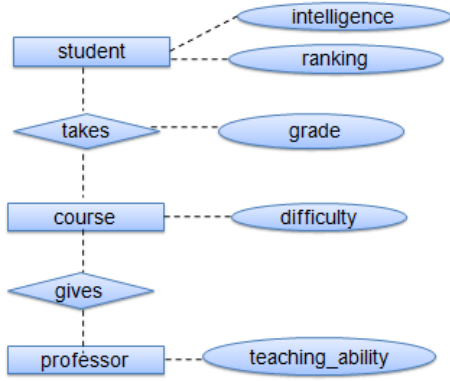 intelligence
student
ranking
takes
grade
course
difficulty
gives
professor
teaching_ability